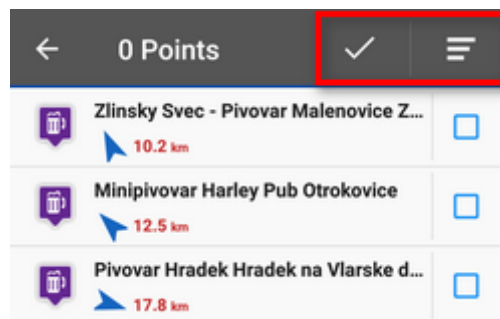 0 Points
Zlinsky Svec - Pivovar Malenovice Z...
10.2 km
Minipivovar Harley Pub Otrokovice
12.5 km
Pivovar Hradek Hradek na Vlarske d...
17.8 km